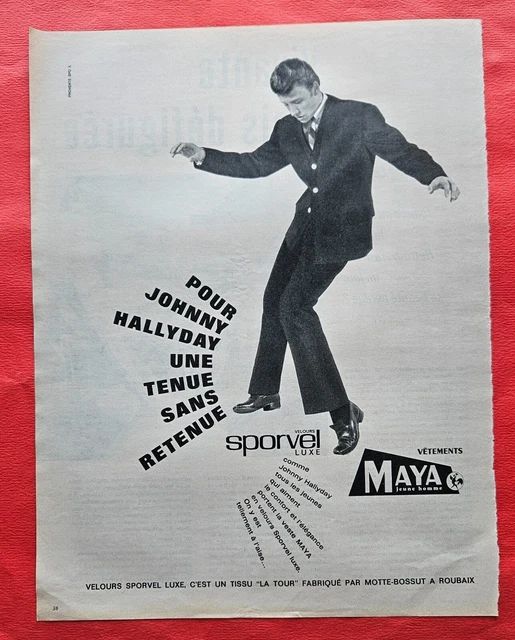 POUR
JOHNNY
HALLYDAY
UNE
TENUE
SANS
RETENUE
VELOURS
sporvel
LUXE
VÊTEMENTS
MAYA
jeune homme
comme
Johnny Hallyday
tous les jeunes
qui aiment
le confort et l'élégance
portent la veste MAYA
en velours Sporvel luxe.
On y est
tellement à l'aise...
VELOURS SPORVEL LUXE, C'EST UN TISSU "LA TOUR" FABRIQUÉ PAR MOTTE-BOSSUT A ROUBAIX